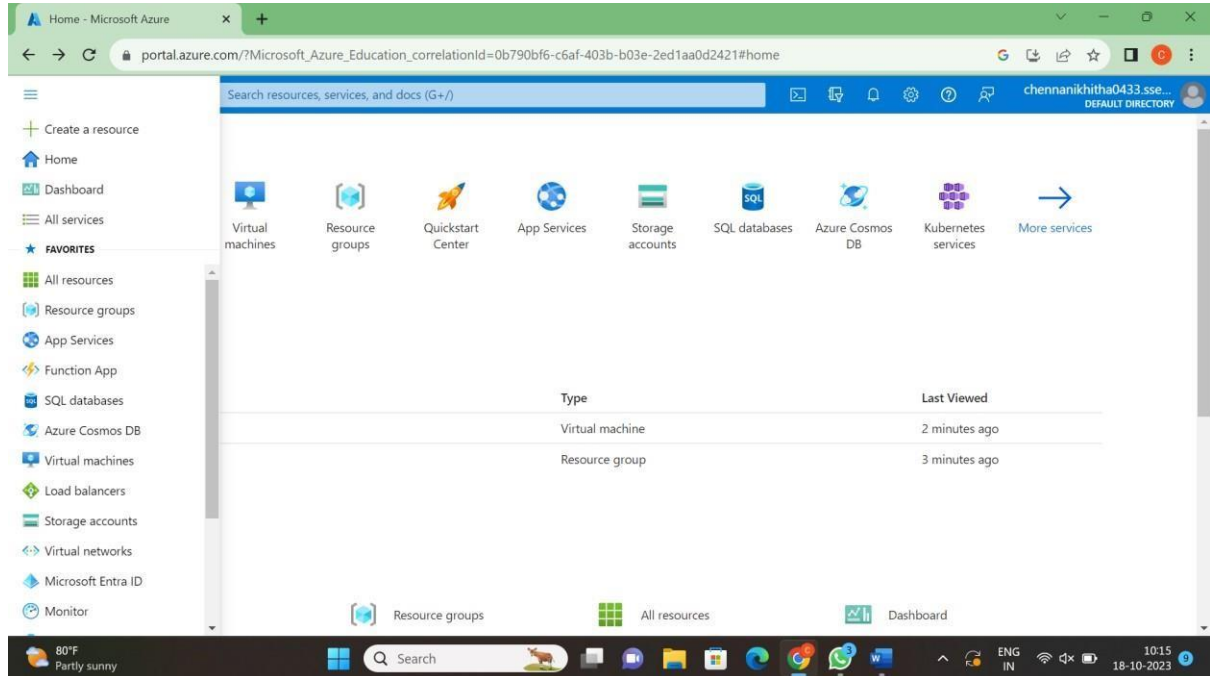 Home - Microsoft Azure
portal.azure.com/?Microsoft_Azure_Education_correlationId=0b790bf6-c6af-403b-b03e-2ed1aa0d2421#home
G
C
Search resources, services, and docs (G+/)
chennanikhitha0433.sse...
DEFAULT DIRECTORY
Create a resource
Home
Dashboard
All services
FAVORITES
All resources
Resource groups
App Services
Function App
SQL databases
Azure Cosmos DB
Virtual machines
Load balancers
Storage accounts
Virtual networks
Microsoft Entra ID
Monitor
Virtual
machines
Resource
groups
Quickstart
Center
App Services
Storage
accounts
SQL
SQL databases
Azure Cosmos
DB
Kubernetes
services
More services
Type Last Viewed
Virtual machine 2 minutes ago
Resource group 3 minutes ago
Resource groups All resources Dashboard
80°F
Partly sunny
Search
3
W
ENG
IN
10:15
18-10-2023
9